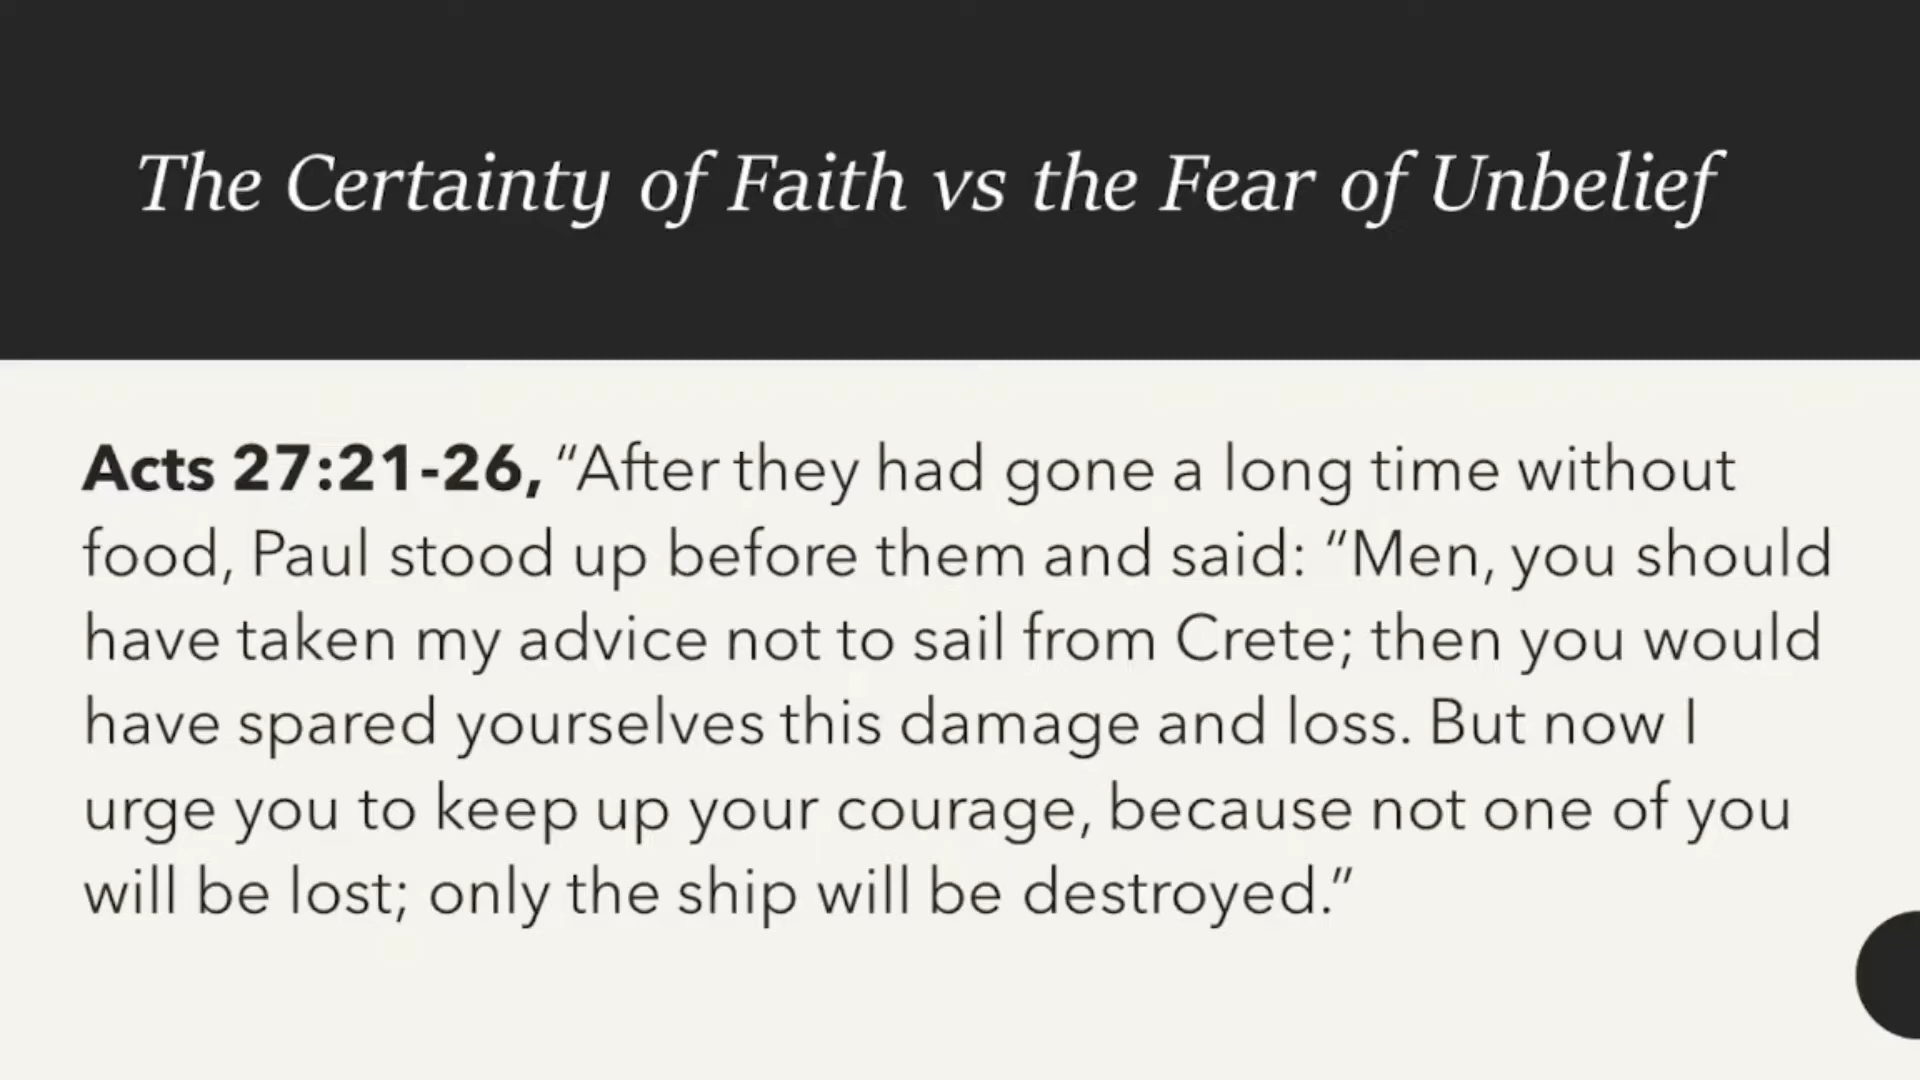 The Certainty of Faith vs the Fear of Unbelief
Acts 27:21-26, “After they had gone a long time without
food, Paul stood up before them and said: “Men, you should
have taken my advice not to sail from Crete; then you would
have spared yourselves this damage and loss. But now I
urge you to keep up your courage, because not one of you
will be lost; only the ship will be destroyed.”